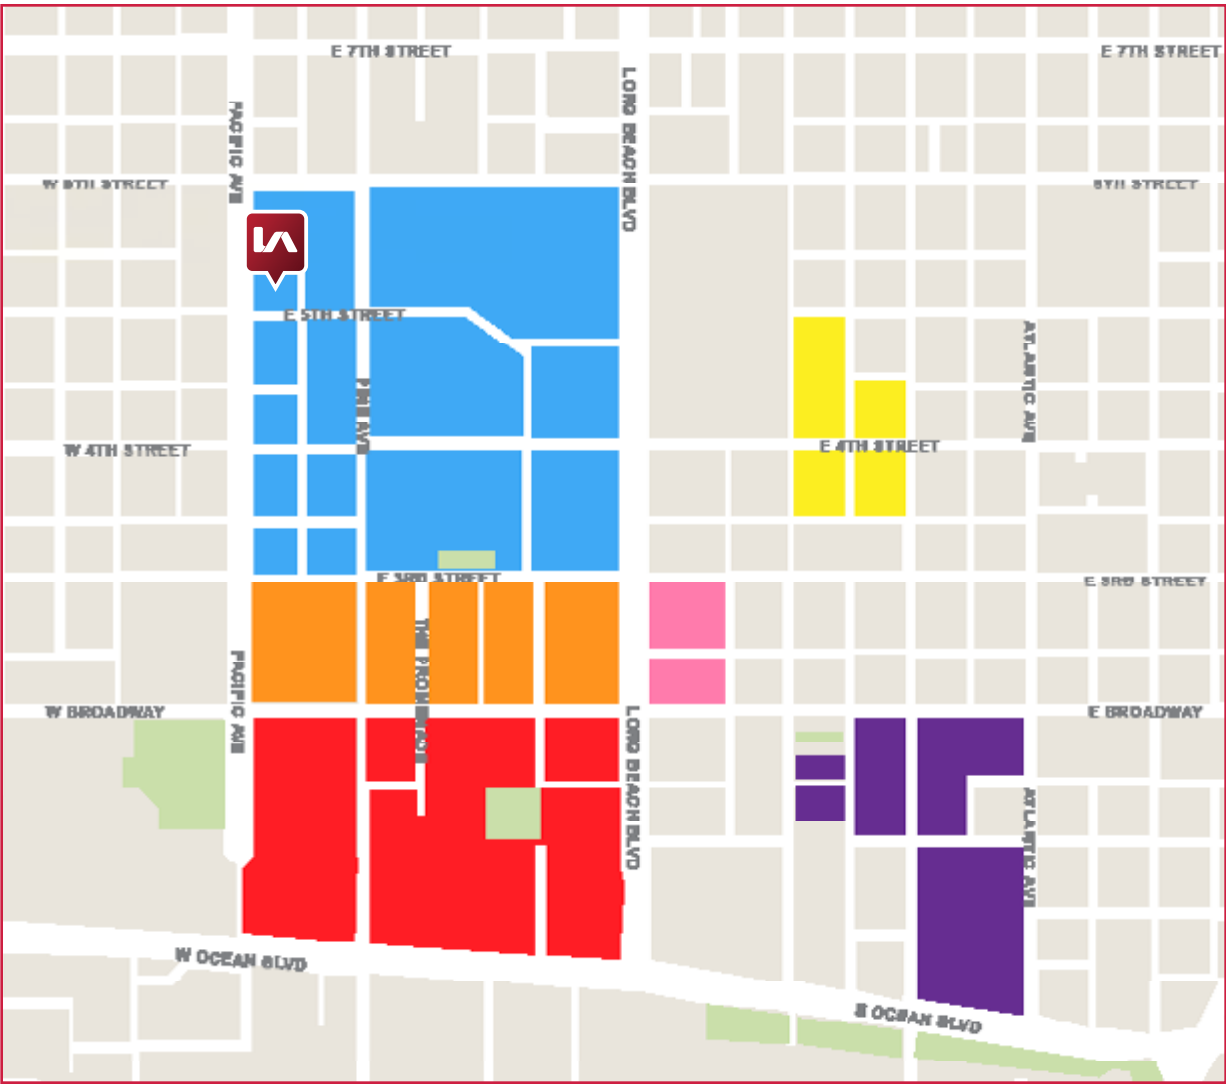 E 7TH STREET
E 7TH STREET
LONG BEACH BLVD
PACIFIC AVE
W 6TH STREET
6TH STREET
E 5TH STREET
ATLANTIC AVE
PINE AVE
W 4TH STREET
E 4TH STREET
E 3RD STREET
E 3RD STREET
THE PROMENADE
PACIFIC AVE
W BROADWAY
E BROADWAY
LONG BEACH BLVD
ATLANTIC AVE
W OCEAN BLVD
E OCEAN BLVD